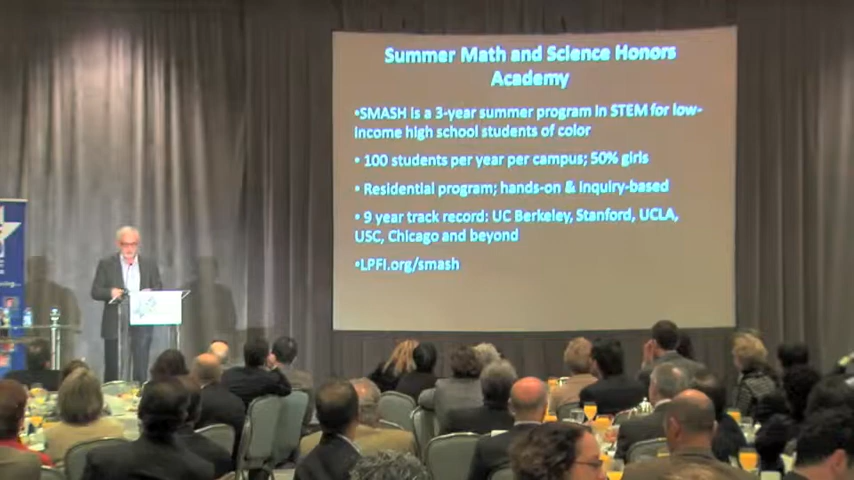 Summer Math and Science Honors
Academy
•SMASH is a 3-year summer program in STEM for low-
income high school students of color
• 100 students per year per campus; 50% girls
• Residential program; hands-on & inquiry-based
• 9 year track record: UC Berkeley, Stanford, UCLA,
USC, Chicago and beyond
•LPFI.org/smash